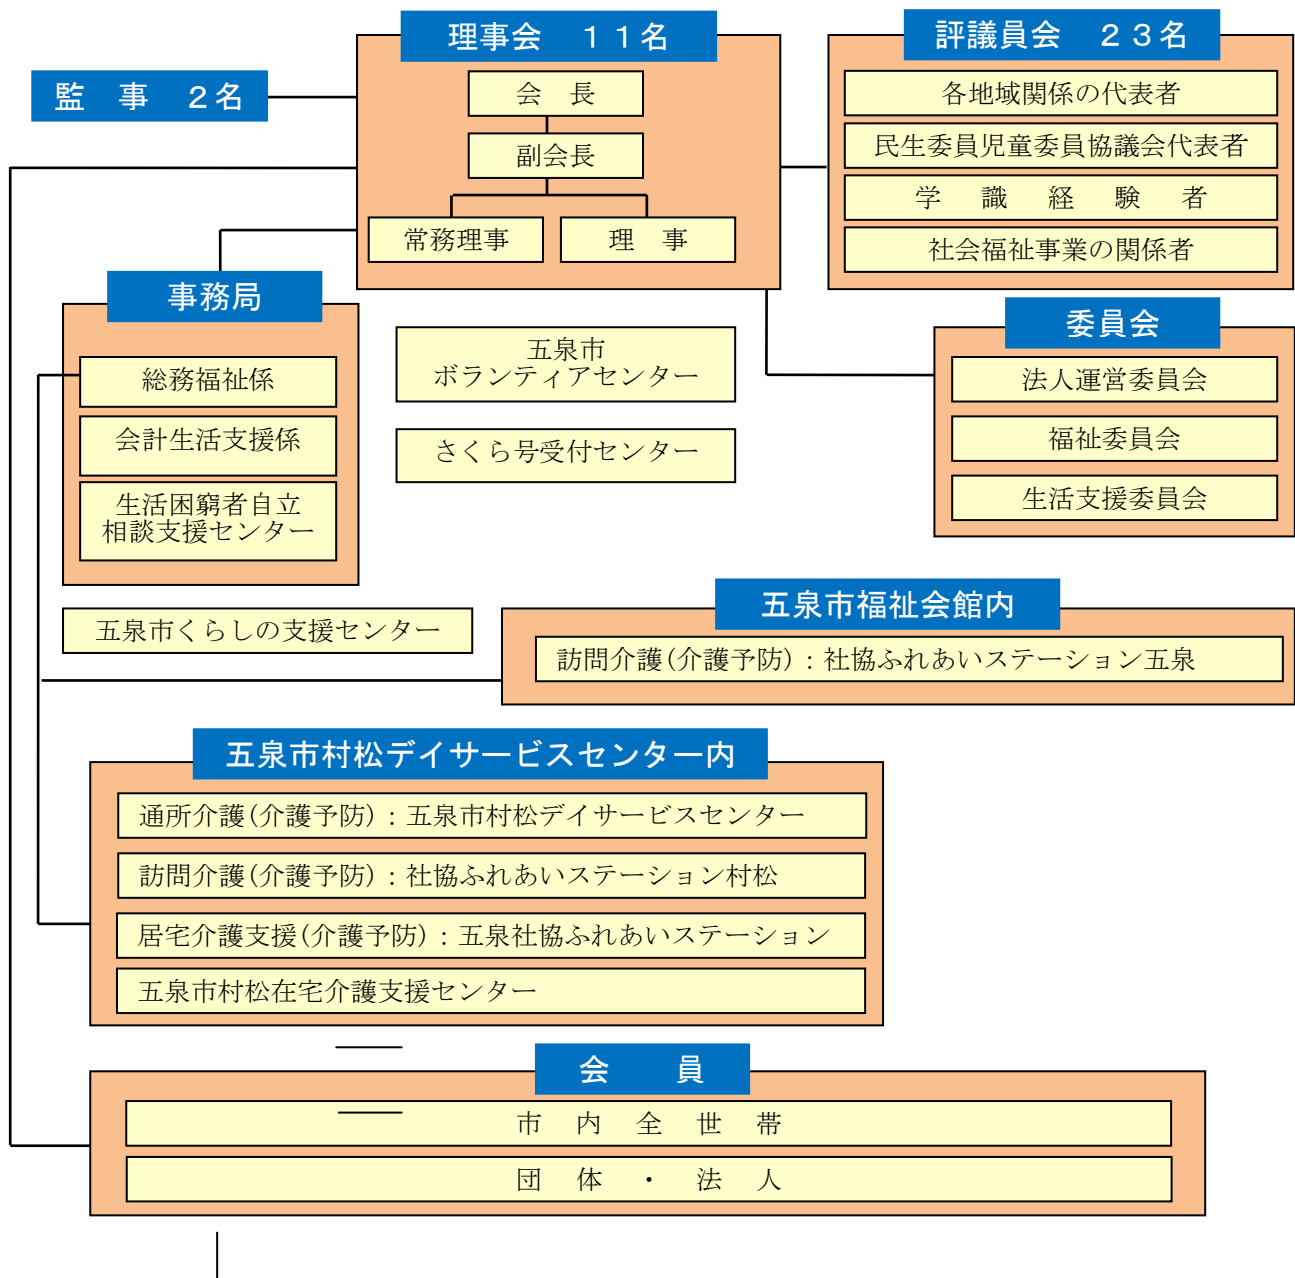 理事会　１１名
評議員会　２３名
監　事　２名
会　長
副会長
常務理事
理　事
各地域関係の代表者
民生委員児童委員協議会代表者
学　識　経　験　者
社会福祉事業の関係者
事務局
総務福祉係
会計生活支援係
生活困窮者自立
相談支援センター
五泉市
ボランティアセンター
さくら号受付センター
委員会
法人運営委員会
福祉委員会
生活支援委員会
五泉市くらしの支援センター
五泉市福祉会館内
訪問介護(介護予防)：社協ふれあいステーション五泉
五泉市村松デイサービスセンター内
通所介護(介護予防)：五泉市村松デイサービスセンター
訪問介護(介護予防)：社協ふれあいステーション村松
居宅介護支援(介護予防)：五泉社協ふれあいステーション
五泉市村松在宅介護支援センター
会　　員
市　内　全　世　帯
団　体　・　法　人